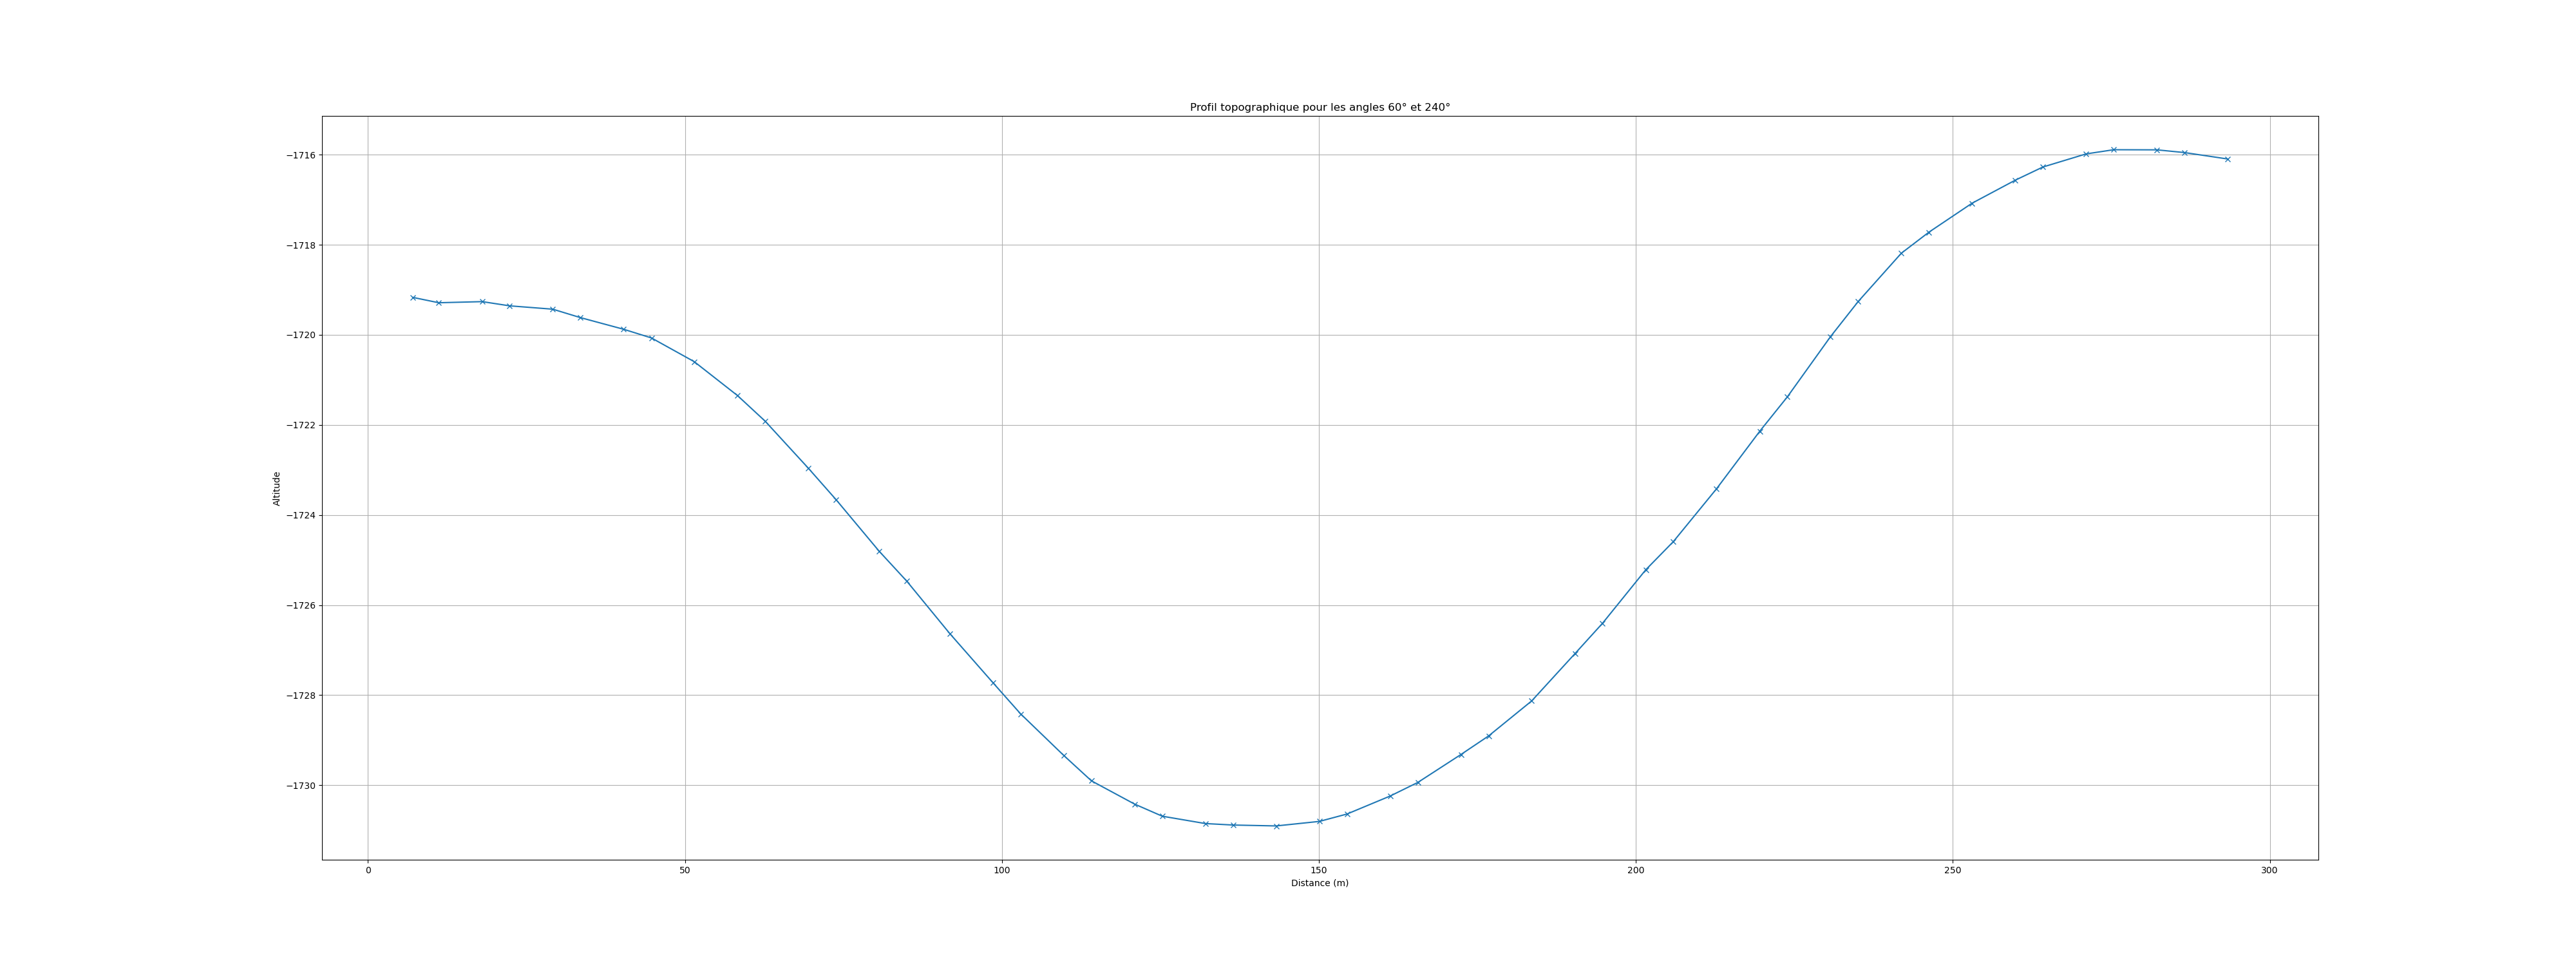 Profil topographique pour les angles 60° et 240°
−1716
−1718
−1720
−1722
−1724
−1726
−1728
−1730
Altitude
0 50 100 150 200 250 300
Distance (m)